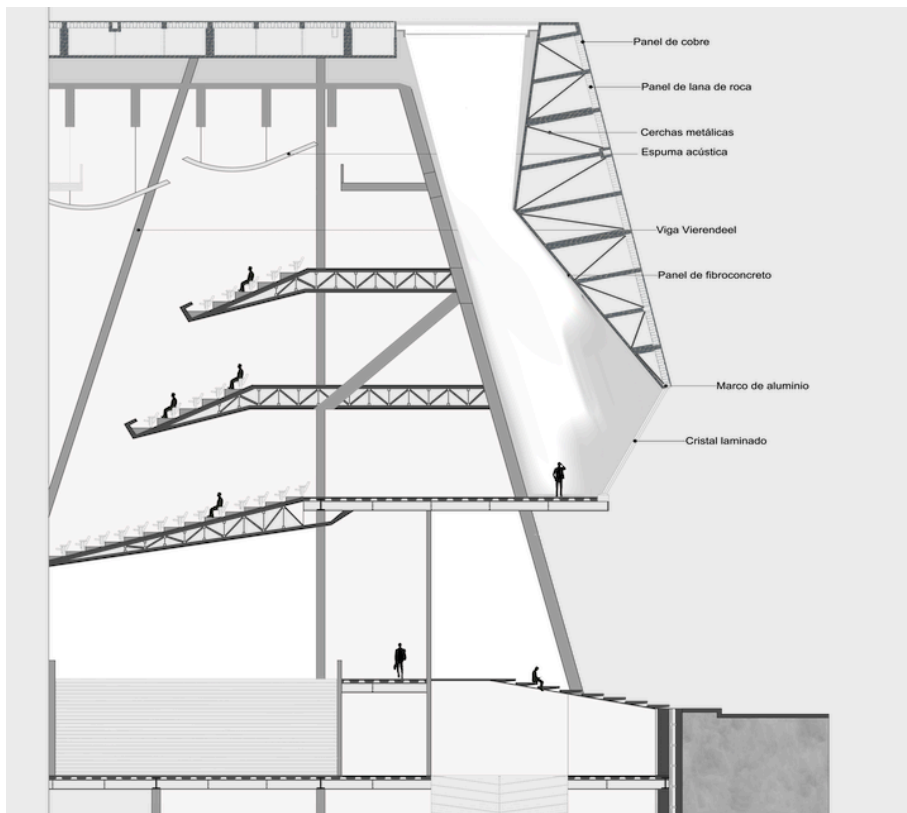 Panel de cobre
Panel de lana de roca
Cerchas metálicas
Espuma acústica
Viga Vierendeel
Panel de fibroconcreto
Marco de aluminio
Cristal laminado